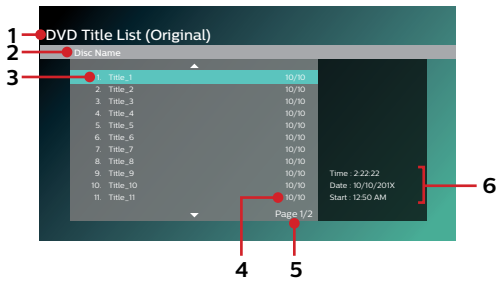 1 DVD Title List (Original)
2 Disc Name
3 1. Title_1 10/10
2. Title_2 10/10
3. Title_3 10/10
4. Title_4 10/10
5. Title_5 10/10
6. Title_6 10/10
7. Title_7 10/10
8. Title_8 10/10
9. Title_9 10/10
10. Title_10 10/10
11. Title_11 10/10
Time : 2:22:22
Date : 10/10/201X
Start : 12:50 AM
6
Page 1/2
4 5